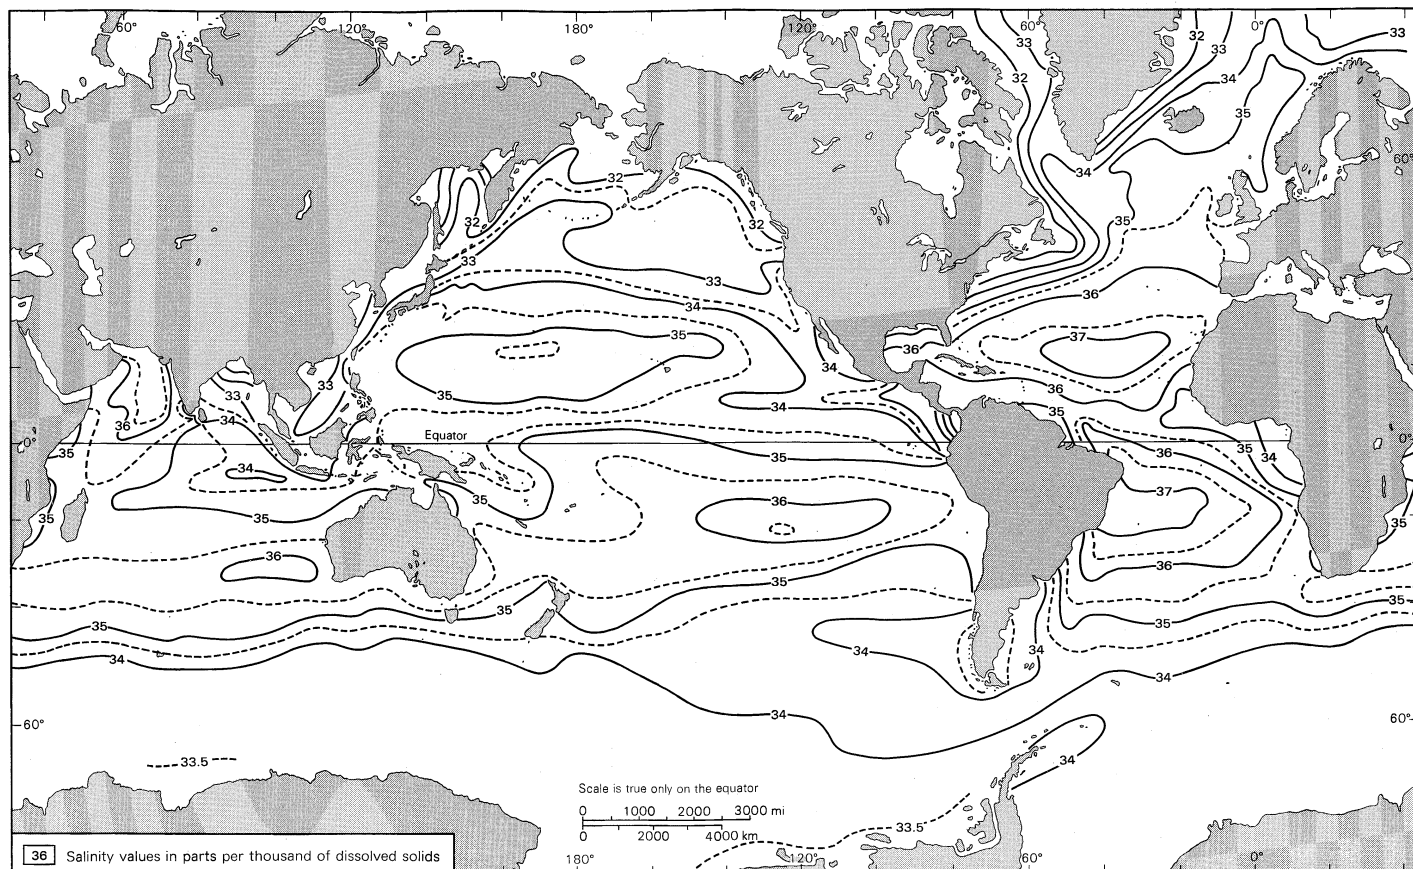 60° 120° 180° 120° 60° 0°
32 33 33
33 34
32 35
60°
34
32
32 32 35
33
33 36
34
35 37
36
34
33 33 35 36
36 34 34 35
Equator
0° 0°
35 36 35 34
34 35
35 36 37
35 35 35
36 36
35
35 35
35 35
34 34 34
34
34
60° 60°
33.5 34
Scale is true only on the equator
0 1000 2000 3000 mi
0 2000 4000 km
33.5
36 Salinity values in parts per thousand of dissolved solids
180° 120° 60° 0°